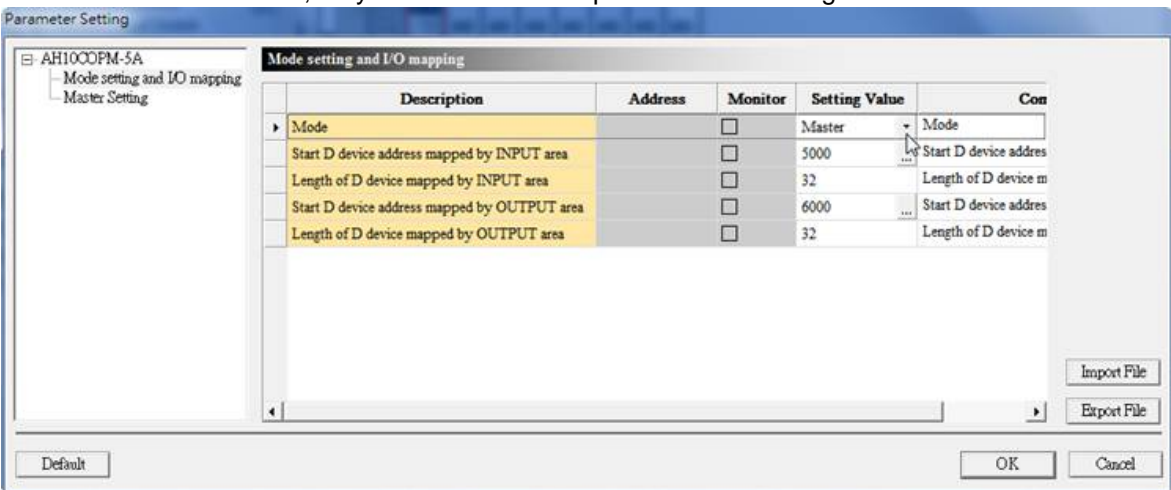 Parameter Setting
AH10COPM-5A
Mode setting and I/O mapping
Master Setting
Mode setting and I/O mapping
Description Address Monitor Setting Value Com
Mode Master Mode
Start D device address mapped by INPUT area 5000 ... Start D device addres
Length of D device mapped by INPUT area 32 Length of D device m
Start D device address mapped by OUTPUT area 6000 ... Start D device addres
Length of D device mapped by OUTPUT area 32 Length of D device m
Import File
Export File
Default OK Cancel